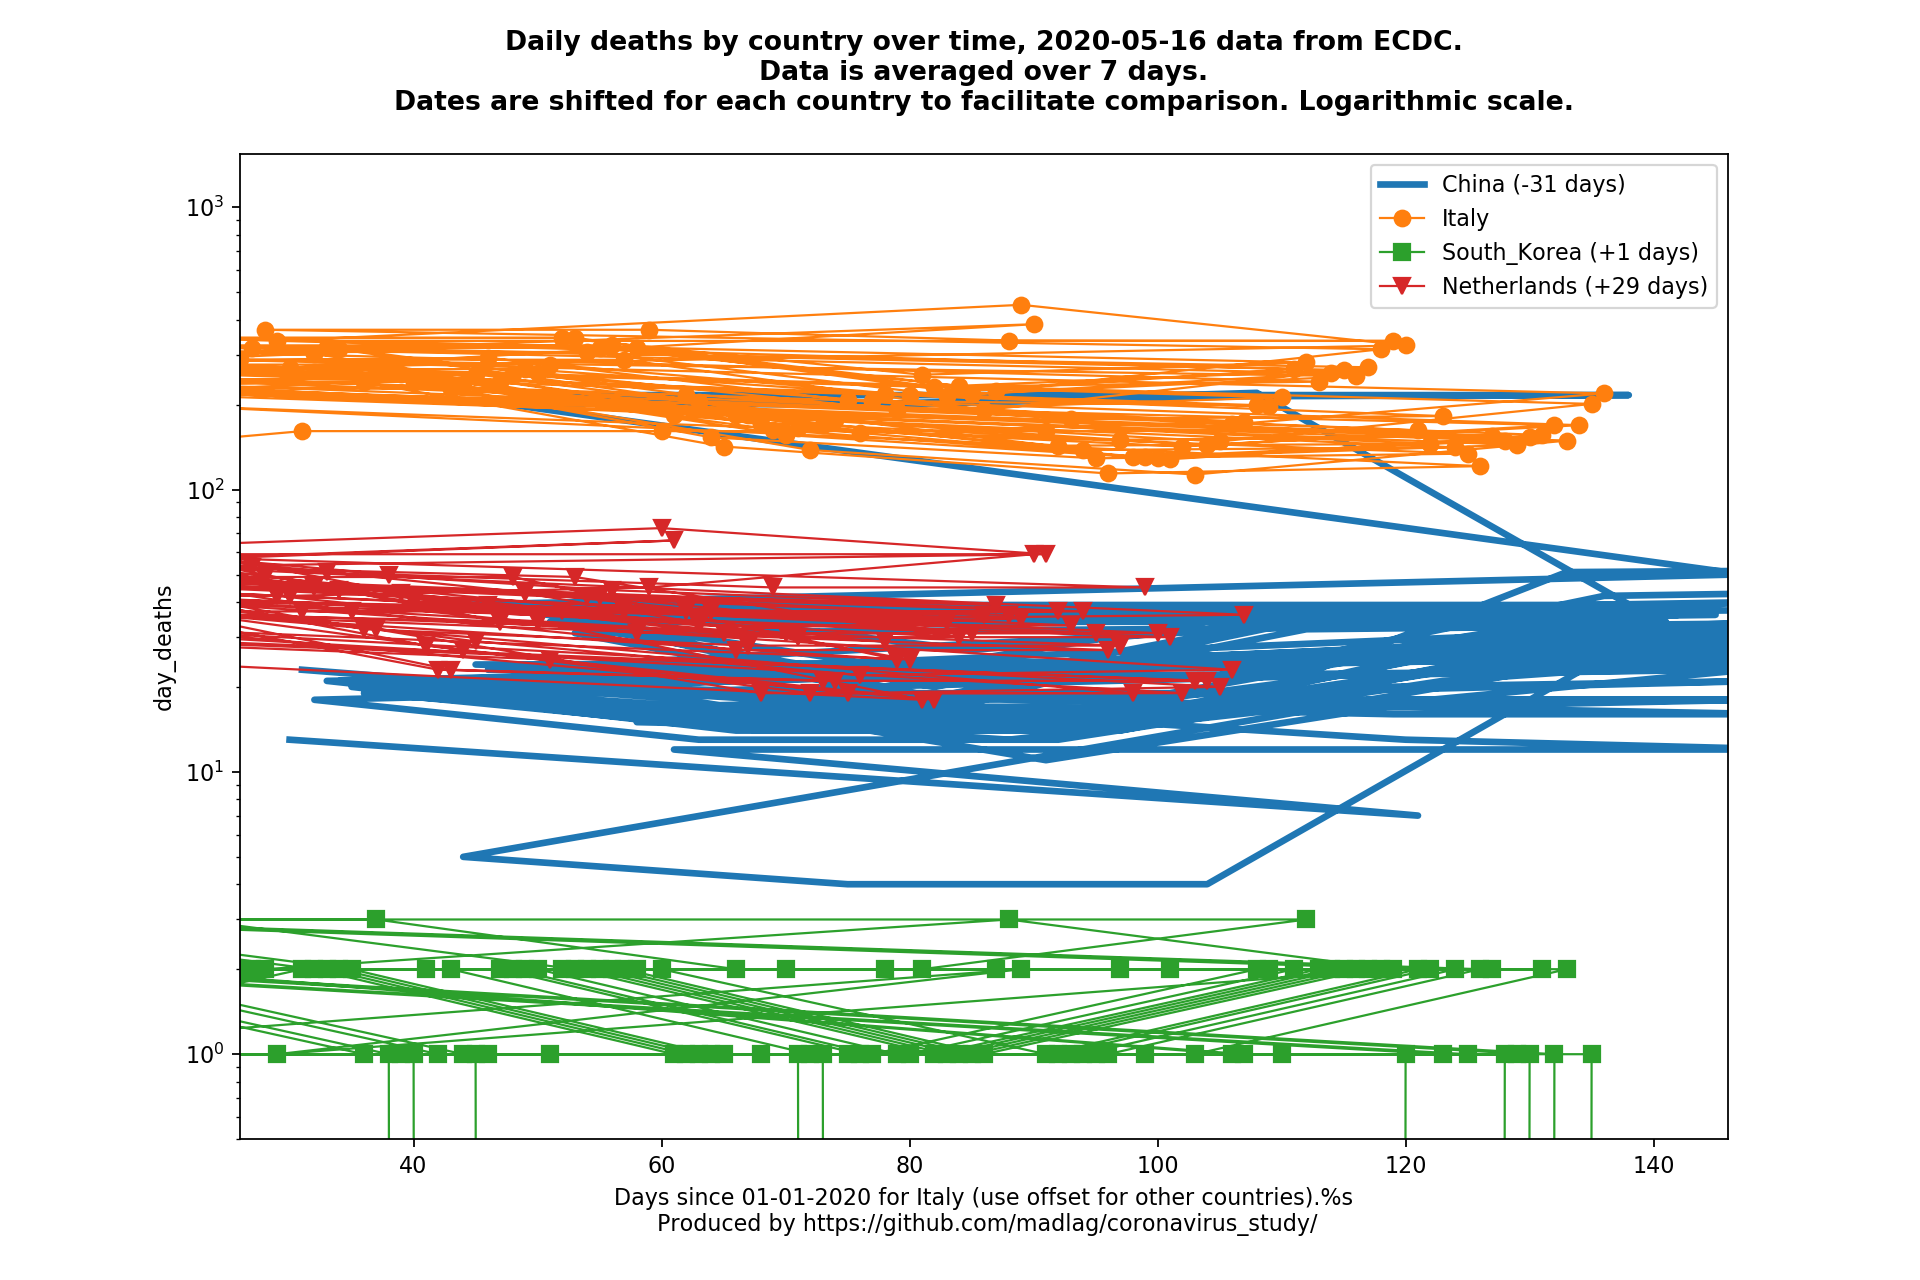 Daily deaths by country over time, 2020-05-16 data from ECDC.
Data is averaged over 7 days.
Dates are shifted for each country to facilitate comparison. Logarithmic scale.
China (-31 days)
Italy
South_Korea (+1 days)
Netherlands (+29 days)
day_deaths
10³
10²
10¹
10⁰
40 60 80 100 120 140
Days since 01-01-2020 for Italy (use offset for other countries).%s
Produced by https://github.com/madlag/coronavirus_study/